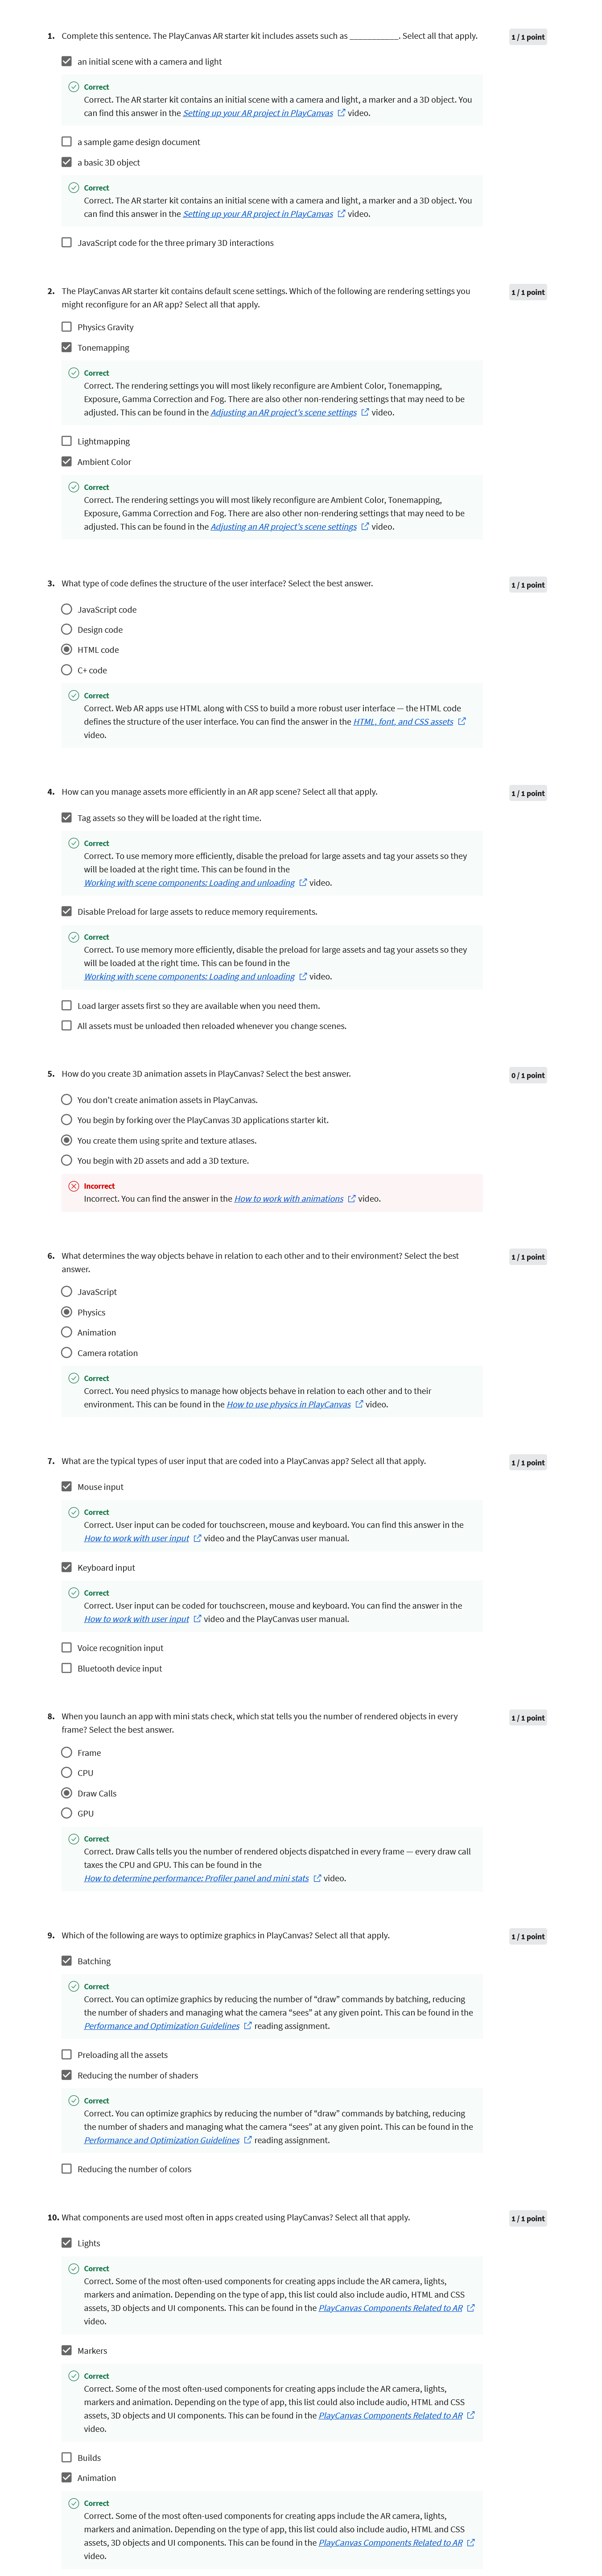 1. Complete this sentence. The PlayCanvas AR starter kit includes assets such as ___________. Select all that apply.
1 / 1 point
an initial scene with a camera and light
Correct
Correct. The AR starter kit contains an initial scene with a camera and light, a marker and a 3D object. You
can find this answer in the Setting up your AR project in PlayCanvas video.
a sample game design document
a basic 3D object
Correct
Correct. The AR starter kit contains an initial scene with a camera and light, a marker and a 3D object. You
can find this answer in the Setting up your AR project in PlayCanvas video.
JavaScript code for the three primary 3D interactions
2. The PlayCanvas AR starter kit contains default scene settings. Which of the following are rendering settings you
might reconfigure for an AR app? Select all that apply.
1 / 1 point
Physics Gravity
Tonemapping
Correct
Correct. The rendering settings you will most likely reconfigure are Ambient Color, Tonemapping,
Exposure, Gamma Correction and Fog. There are also other non-rendering settings that may need to be
adjusted. This can be found in the Adjusting an AR project's scene settings video.
Lightmapping
Ambient Color
Correct
Correct. The rendering settings you will most likely reconfigure are Ambient Color, Tonemapping,
Exposure, Gamma Correction and Fog. There are also other non-rendering settings that may need to be
adjusted. This can be found in the Adjusting an AR project's scene settings video.
3. What type of code defines the structure of the user interface? Select the best answer.
1 / 1 point
JavaScript code
Design code
HTML code
C+ code
Correct
Correct. Web AR apps use HTML along with CSS to build a more robust user interface — the HTML code
defines the structure of the user interface. You can find the answer in the HTML, font, and CSS assets
video.
4. How can you manage assets more efficiently in an AR app scene? Select all that apply.
1 / 1 point
Tag assets so they will be loaded at the right time.
Correct
Correct. To use memory more efficiently, disable the preload for large assets and tag your assets so they
will be loaded at the right time. This can be found in the
Working with scene components: Loading and unloading video.
Disable Preload for large assets to reduce memory requirements.
Correct
Correct. To use memory more efficiently, disable the preload for large assets and tag your assets so they
will be loaded at the right time. This can be found in the
Working with scene components: Loading and unloading video.
Load larger assets first so they are available when you need them.
All assets must be unloaded then reloaded whenever you change scenes.
5. How do you create 3D animation assets in PlayCanvas? Select the best answer.
0 / 1 point
You don't create animation assets in PlayCanvas.
You begin by forking over the PlayCanvas 3D applications starter kit.
You create them using sprite and texture atlases.
You begin with 2D assets and add a 3D texture.
Incorrect
Incorrect. You can find the answer in the How to work with animations video.
6. What determines the way objects behave in relation to each other and to their environment? Select the best
answer.
1 / 1 point
JavaScript
Physics
Animation
Camera rotation
Correct
Correct. You need physics to manage how objects behave in relation to each other and to their
environment. This can be found in the How to use physics in PlayCanvas video.
7. What are the typical types of user input that are coded into a PlayCanvas app? Select all that apply.
1 / 1 point
Mouse input
Correct
Correct. User input can be coded for touchscreen, mouse and keyboard. You can find this answer in the
How to work with user input video and the PlayCanvas user manual.
Keyboard input
Correct
Correct. User input can be coded for touchscreen, mouse and keyboard. You can find the answer in the
How to work with user input video and the PlayCanvas user manual.
Voice recognition input
Bluetooth device input
8. When you launch an app with mini stats check, which stat tells you the number of rendered objects in every
frame? Select the best answer.
1 / 1 point
Frame
CPU
Draw Calls
GPU
Correct
Correct. Draw Calls tells you the number of rendered objects dispatched in every frame — every draw call
taxes the CPU and GPU. This can be found in the
How to determine performance: Profiler panel and mini stats video.
9. Which of the following are ways to optimize graphics in PlayCanvas? Select all that apply.
1 / 1 point
Batching
Correct
Correct. You can optimize graphics by reducing the number of "draw" commands by batching, reducing
the number of shaders and managing what the camera "sees" at any given point. This can be found in the
Performance and Optimization Guidelines reading assignment.
Preloading all the assets
Reducing the number of shaders
Correct
Correct. You can optimize graphics by reducing the number of "draw" commands by batching, reducing
the number of shaders and managing what the camera "sees" at any given point. This can be found in the
Performance and Optimization Guidelines reading assignment.
Reducing the number of colors
10. What components are used most often in apps created using PlayCanvas? Select all that apply.
1 / 1 point
Lights
Correct
Correct. Some of the most often-used components for creating apps include the AR camera, lights,
markers and animation. Depending on the type of app, this list could also include audio, HTML and CSS
assets, 3D objects and UI components. This can be found in the PlayCanvas Components Related to AR
video.
Markers
Correct
Correct. Some of the most often-used components for creating apps include the AR camera, lights,
markers and animation. Depending on the type of app, this list could also include audio, HTML and CSS
assets, 3D objects and UI components. This can be found in the PlayCanvas Components Related to AR
video.
Builds
Animation
Correct
Correct. Some of the most often-used components for creating apps include the AR camera, lights,
markers and animation. Depending on the type of app, this list could also include audio, HTML and CSS
assets, 3D objects and UI components. This can be found in the PlayCanvas Components Related to AR
video.